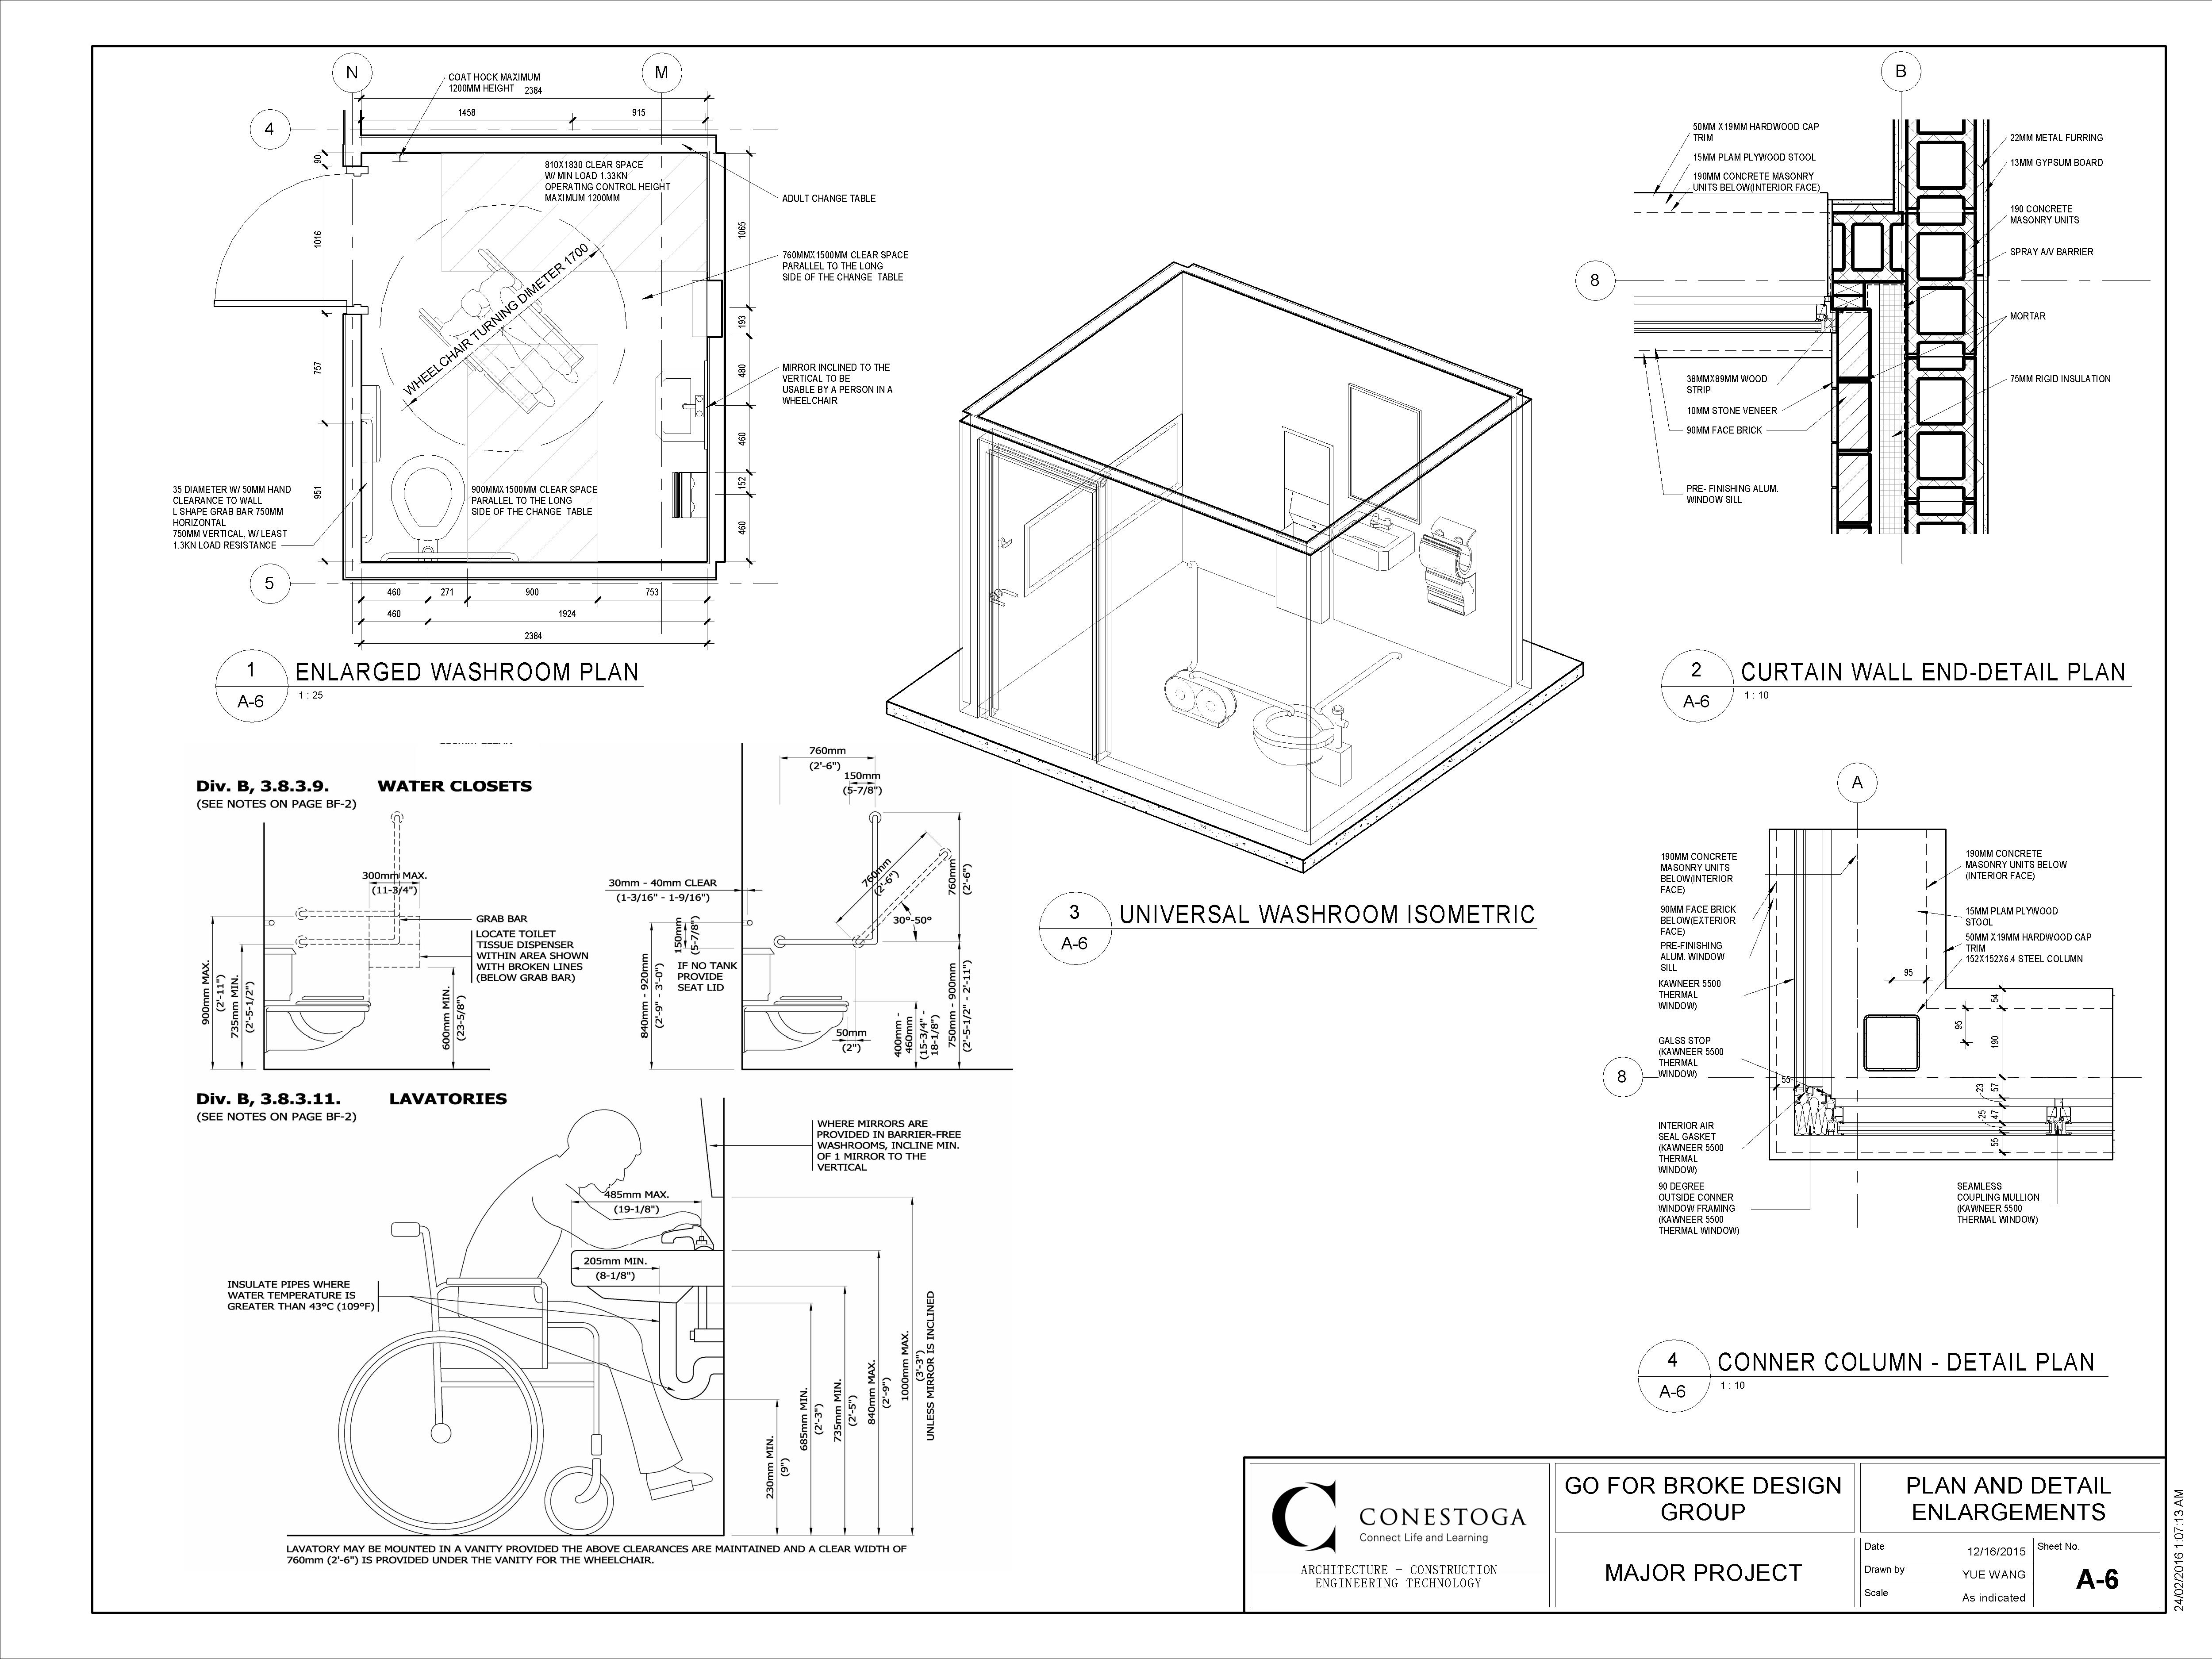 N
M
4
5
COAT HOCK MAXIMUM
1200MM HEIGHT
2384
1458
915
90
1016
757
951
810X1830 CLEAR SPACE
W/ MIN LOAD 1.33KN
OPERATING CONTROL HEIGHT
MAXIMUM 1200MM
ADULT CHANGE TABLE
760MMX1500MM CLEAR SPACE
PARALLEL TO THE LONG
SIDE OF THE CHANGE TABLE
WHEELCHAIR TURNING DIMETER 1700
MIRROR INCLINED TO THE
VERTICAL TO BE
USABLE BY A PERSON IN A
WHEELCHAIR
1065
193
480
460
152
460
35 DIAMETER W/ 50MM HAND
CLEARANCE TO WALL
L SHAPE GRAB BAR 750MM
HORIZONTAL
750MM VERTICAL, W/ LEAST
1.3KN LOAD RESISTANCE
900MMX1500MM CLEAR SPACE
PARALLEL TO THE LONG
SIDE OF THE CHANGE TABLE
460
271
900
753
460
1924
2384
1
A-6
ENLARGED WASHROOM PLAN
1 : 25
B
8
50MM X19MM HARDWOOD CAP
TRIM
15MM PLAM PLYWOOD STOOL
190MM CONCRETE MASONRY
UNITS BELOW(INTERIOR FACE)
22MM METAL FURRING
13MM GYPSUM BOARD
190 CONCRETE
MASONRY UNITS
SPRAY A/V BARRIER
MORTAR
75MM RIGID INSULATION
38MMX89MM WOOD
STRIP
10MM STONE VENEER
90MM FACE BRICK
PRE- FINISHING ALUM.
WINDOW SILL
2
A-6
CURTAIN WALL END-DETAIL PLAN
1 : 10
Div. B, 3.8.3.9.
WATER CLOSETS
(SEE NOTES ON PAGE BF-2)
300mm MAX.
(11-3/4")
GRAB BAR
LOCATE TOILET
TISSUE DISPENSER
WITHIN AREA SHOWN
WITH BROKEN LINES
(BELOW GRAB BAR)
900mm MAX.
(2'-11")
735mm MIN.
(2'-5-1/2")
600mm MIN.
(23-5/8")
760mm
(2'-6")
150mm
(5-7/8")
30mm - 40mm CLEAR
(1-3/16" - 1-9/16")
150mm
(5-7/8")
IF NO TANK
PROVIDE
SEAT LID
840mm - 920mm
(2'-9" - 3'-0")
760mm
(2'-6")
30°-50°
760mm
(2'-6")
50mm
(2")
400mm -
460mm
(15-3/4" -
18-1/8")
750mm - 900mm
(2'-5-1/2" - 2'-11")
3
A-6
UNIVERSAL WASHROOM ISOMETRIC
Div. B, 3.8.3.11.
LAVATORIES
(SEE NOTES ON PAGE BF-2)
WHERE MIRRORS ARE
PROVIDED IN BARRIER-FREE
WASHROOMS, INCLINE MIN.
OF 1 MIRROR TO THE
VERTICAL
485mm MAX.
(19-1/8")
205mm MIN.
(8-1/8")
INSULATE PIPES WHERE
WATER TEMPERATURE IS
GREATER THAN 43°C (109°F)
230mm MIN.
(9")
685mm MIN.
(2'-3")
735mm MIN.
(2'-5")
840mm MAX.
(2'-9")
1000mm MAX.
(3'-3")
UNLESS MIRROR IS INCLINED
LAVATORY MAY BE MOUNTED IN A VANITY PROVIDED THE ABOVE CLEARANCES ARE MAINTAINED AND A CLEAR WIDTH OF
760mm (2'-6") IS PROVIDED UNDER THE VANITY FOR THE WHEELCHAIR.
A
8
190MM CONCRETE
MASONRY UNITS
BELOW(INTERIOR
FACE)
90MM FACE BRICK
BELOW(EXTERIOR
FACE)
PRE-FINISHING
ALUM. WINDOW
SILL
KAWNEER 5500
THERMAL
WINDOW)
GALSS STOP
(KAWNEER 5500
THERMAL
WINDOW)
INTERIOR AIR
SEAL GASKET
(KAWNEER 5500
THERMAL
WINDOW)
90 DEGREE
OUTSIDE CONNER
WINDOW FRAMING
(KAWNEER 5500
THERMAL WINDOW)
190MM CONCRETE
MASONRY UNITS BELOW
(INTERIOR FACE)
15MM PLAM PLYWOOD
STOOL
50MM X19MM HARDWOOD CAP
TRIM
152X152X6.4 STEEL COLUMN
95
54
95
190
55
23
57
25
47
55
SEAMLESS
COUPLING MULLION
(KAWNEER 5500
THERMAL WINDOW)
4
A-6
CONNER COLUMN - DETAIL PLAN
1 : 10
CONESTOGA
Connect Life and Learning
ARCHITECTURE - CONSTRUCTION
ENGINEERING TECHNOLOGY
GO FOR BROKE DESIGN
GROUP
MAJOR PROJECT
PLAN AND DETAIL
ENLARGEMENTS
Date
12/16/2015
Drawn by
YUE WANG
Scale
As indicated
Sheet No.
A-6
24/02/2016 1:07:13 AM